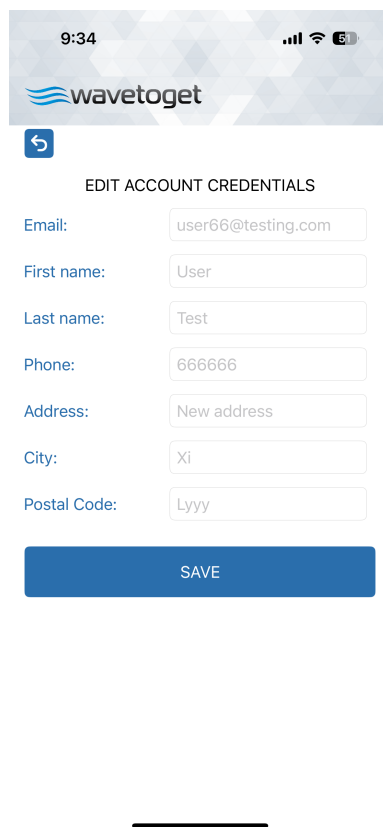 9:34
51
wavetoget
EDIT ACCOUNT CREDENTIALS
Email: user66@testing.com
First name: User
Last name: Test
Phone: 666666
Address: New address
City: Xi
Postal Code: Lyyy
SAVE